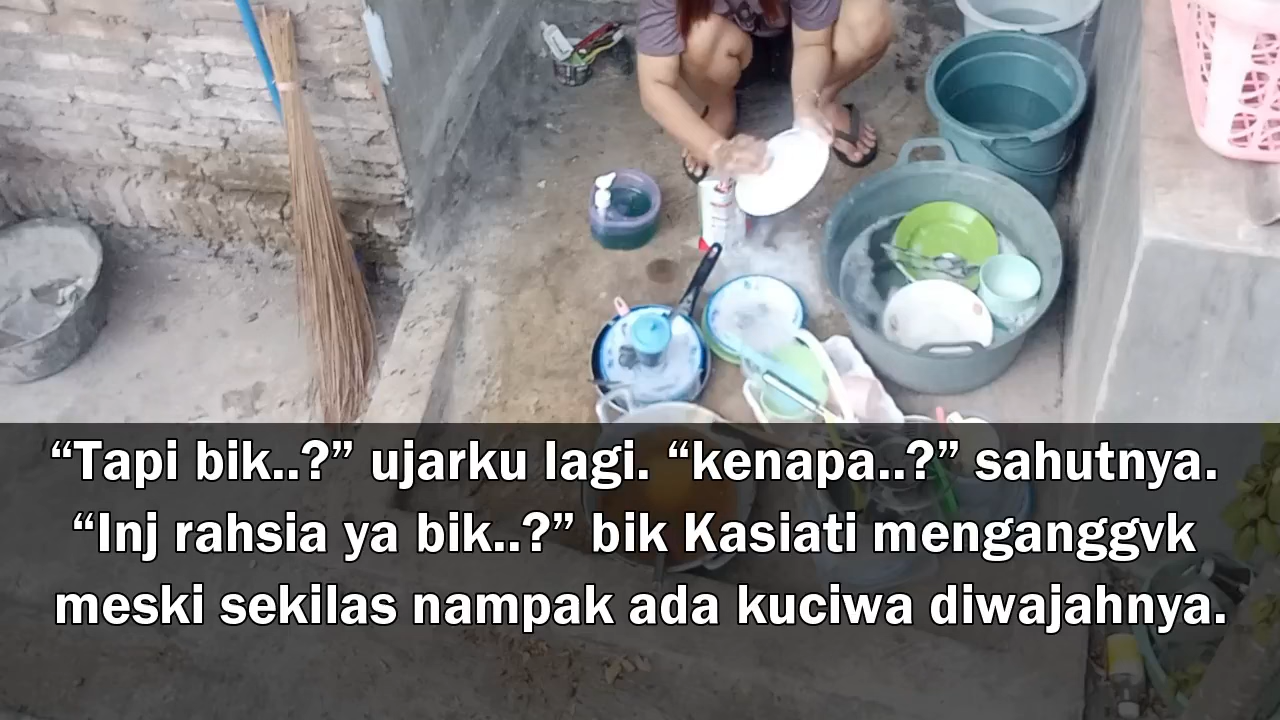 “Tapi bik..?” ujarku lagi. “kenapa..?” sahutnya.
“Inj rahsia ya bik..?” bik Kasiati menganggvk
meski sekilas nampak ada kuciwa diwajahnya.